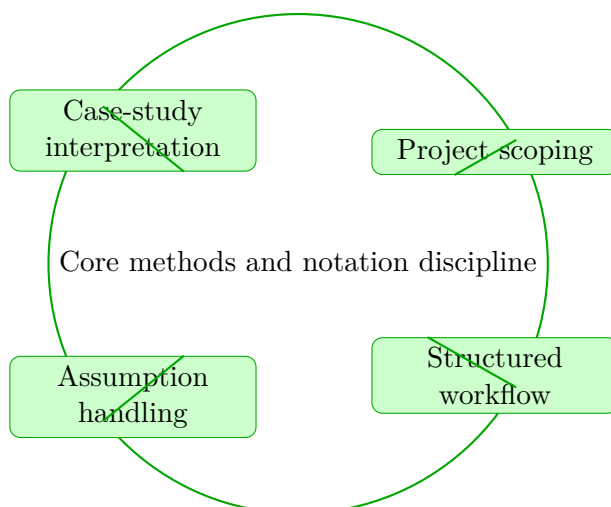 Case-study
interpretation
Project scoping
Core methods and notation discipline
Assumption
handling
Structured
workflow